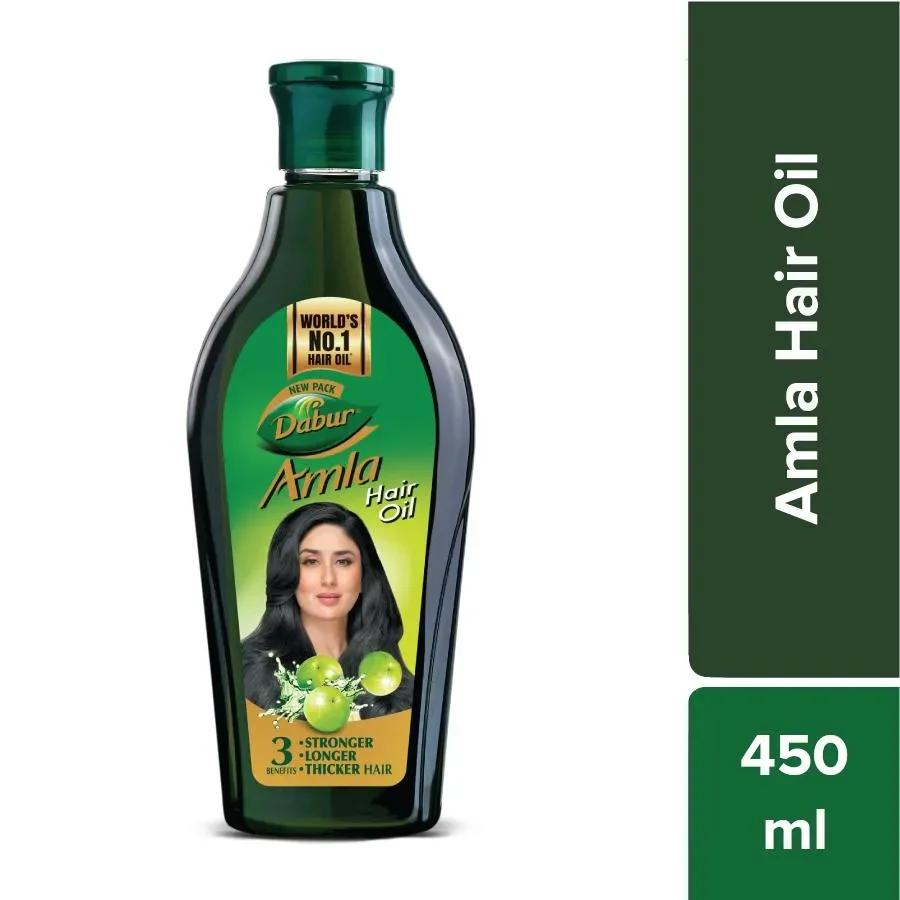 WORLD'S
NO.1
HAIR OIL*
NEW PACK
Dabur
Amla
Hair
Oil
3
BENEFITS
• STRONGER
• LONGER
• THICKER HAIR
Amla Hair Oil
450
ml